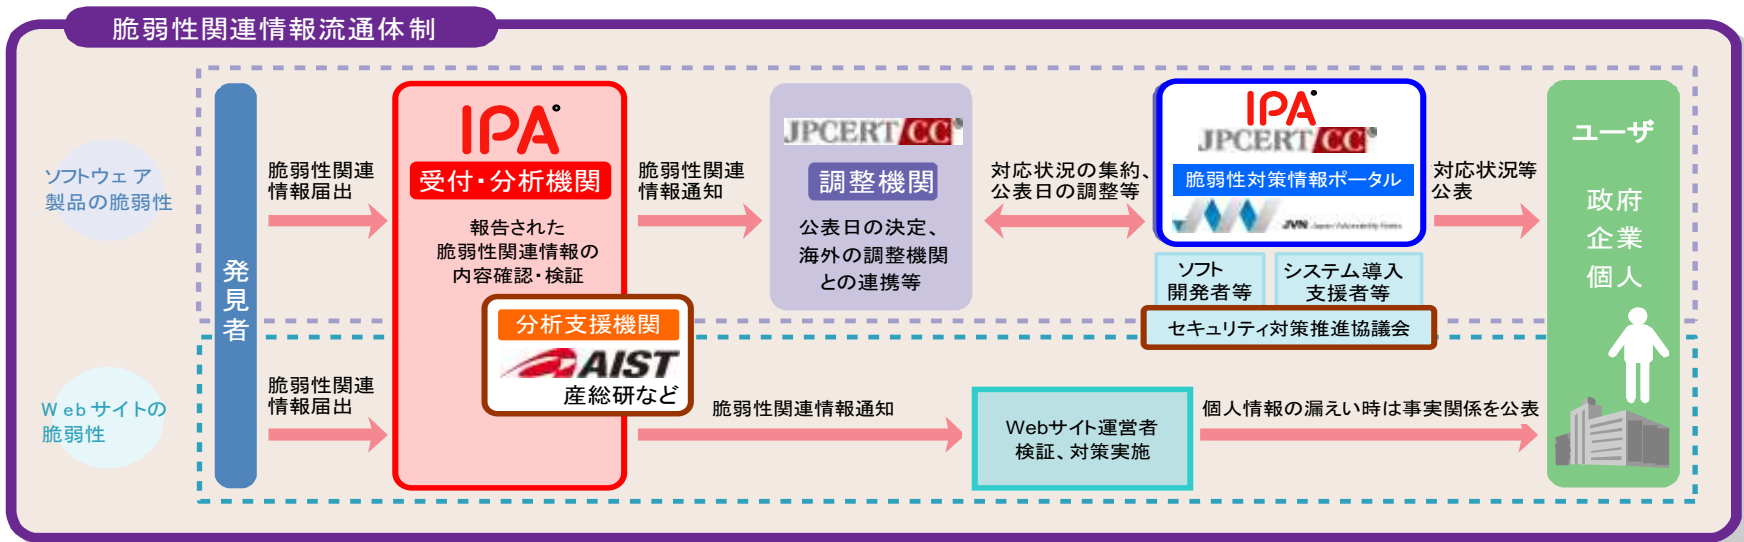 脆弱性関連情報流通体制
ソフトウェア
製品の脆弱性
Webサイトの
脆弱性
発見者
脆弱性関連
情報届出
脆弱性関連
情報届出
IPA
受付・分析機関
報告された
脆弱性関連情報の
内容確認・検証
分析支援機関
AIST
産総研など
脆弱性関連
情報通知
JPCERT/CC®
調整機関
公表日の決定、
海外の調整機関
との連携等
対応状況の集約、
公表日の調整等
IPA
JPCERT/CC®
脆弱性対策情報ポータル
JVN
ソフト
開発者等
システム導入
支援者等
セキュリティ対策推進協議会
対応状況等
公表
脆弱性関連情報通知
Webサイト運営者
検証、対策実施
個人情報の漏えい時は事実関係を公表
ユーザ
政府
企業
個人